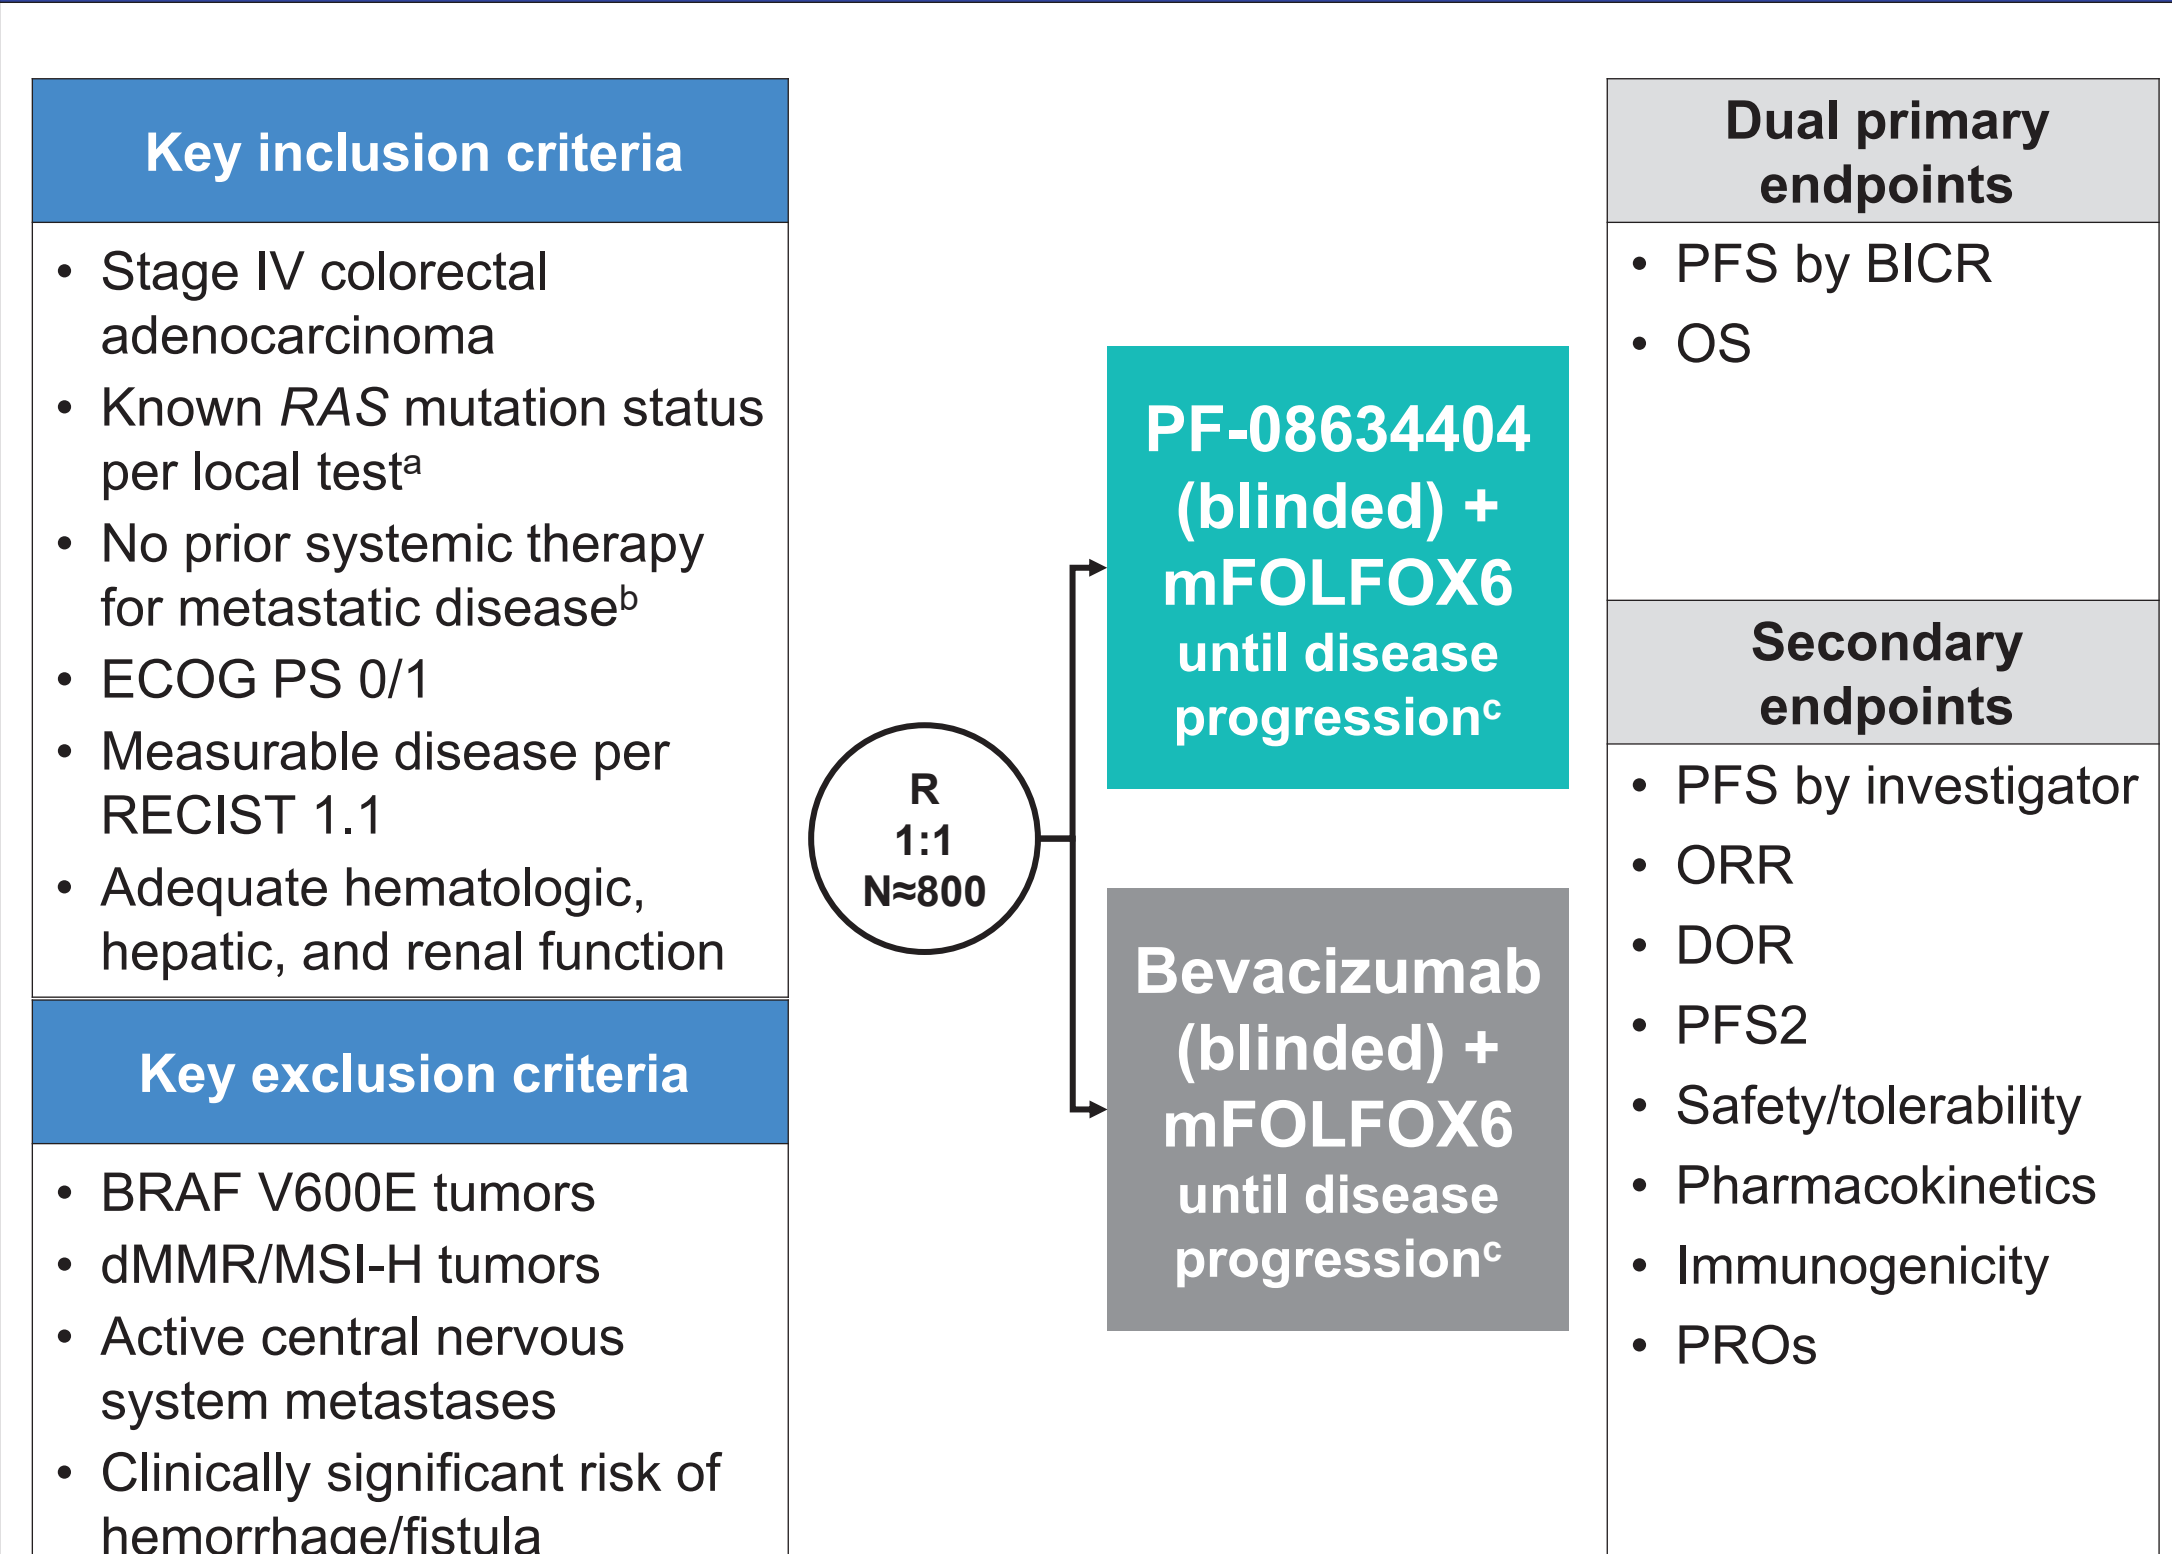 Key inclusion criteria
• Stage IV colorectal
adenocarcinoma
• Known RAS mutation status
per local testᵃ
• No prior systemic therapy
for metastatic diseaseᵇ
• ECOG PS 0/1
• Measurable disease per
RECIST 1.1
• Adequate hematologic,
hepatic, and renal function
Key exclusion criteria
• BRAF V600E tumors
• dMMR/MSI-H tumors
• Active central nervous
system metastases
• Clinically significant risk of
hemorrhage/fistula
R
1:1
N≈800
PF-08634404
(blinded) +
mFOLFOX6
until disease
progressionᶜ
Bevacizumab
(blinded) +
mFOLFOX6
until disease
progressionᶜ
Dual primary
endpoints
• PFS by BICR
• OS
Secondary
endpoints
• PFS by investigator
• ORR
• DOR
• PFS2
• Safety/tolerability
• Pharmacokinetics
• Immunogenicity
• PROs